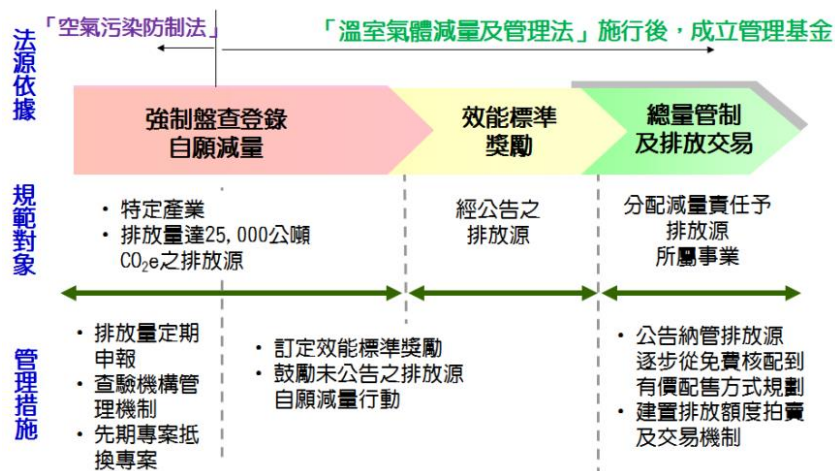 「空氣污染防制法」
「溫室氣體減量及管理法」施行後，成立管理基金
法源依據
強制盤查登錄
自願減量
效能標準
獎勵
總量管制
及排放交易
規範對象
• 特定產業
• 排放量達25,000公噸
CO₂e之排放源
經公告之
排放源
分配減量責任予
排放源
所屬事業
管理措施
• 排放量定期
申報
• 查驗機構管
理機制
• 先期專案抵
換專案
• 訂定效能標準獎勵
• 鼓勵未公告之排放源
自願減量行動
• 公告納管排放源
逐步從免費核配到
有價配售方式規劃
• 建置排放額度拍賣
及交易機制